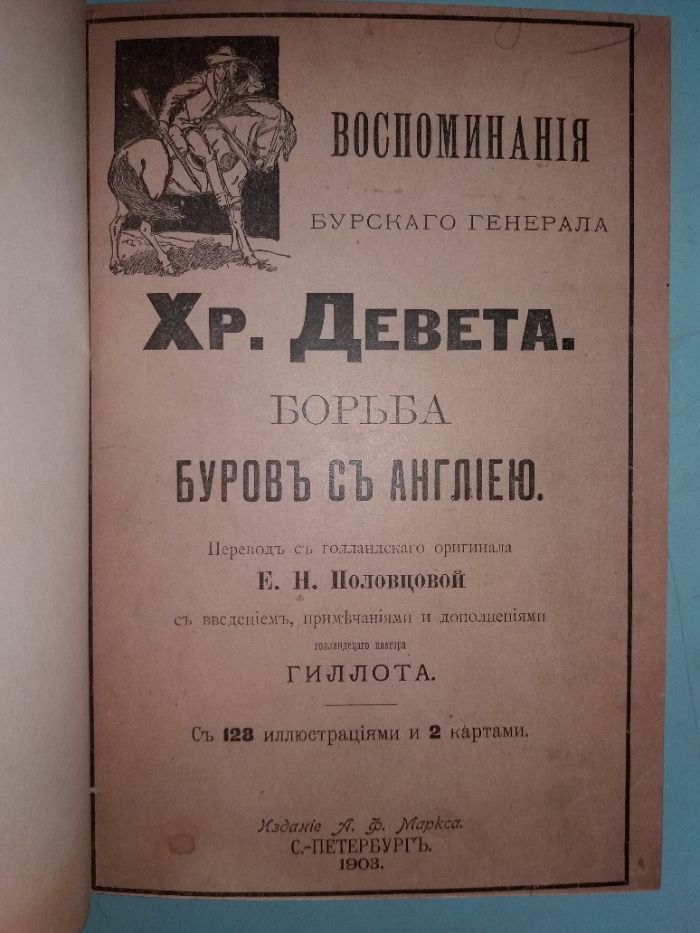 ВОСПОМИНАНІЯ
БУРСКАГО ГЕНЕРАЛА
ХР. ДЕВЕТА.
БОРЬБА
БУРОВЪ СЪ АНГЛІЕЮ.
Переводъ съ голландскаго оригинала
Е. Н. Половцовой
съ введеніемъ, примѣчаніями и дополненіями
голландскаго пастора
ГИЛЛОТА.
Съ 128 иллюстраціями и 2 картами.
Изданіе А. Ф. Маркса.
С.-ПЕТЕРБУРГЪ.
1903.